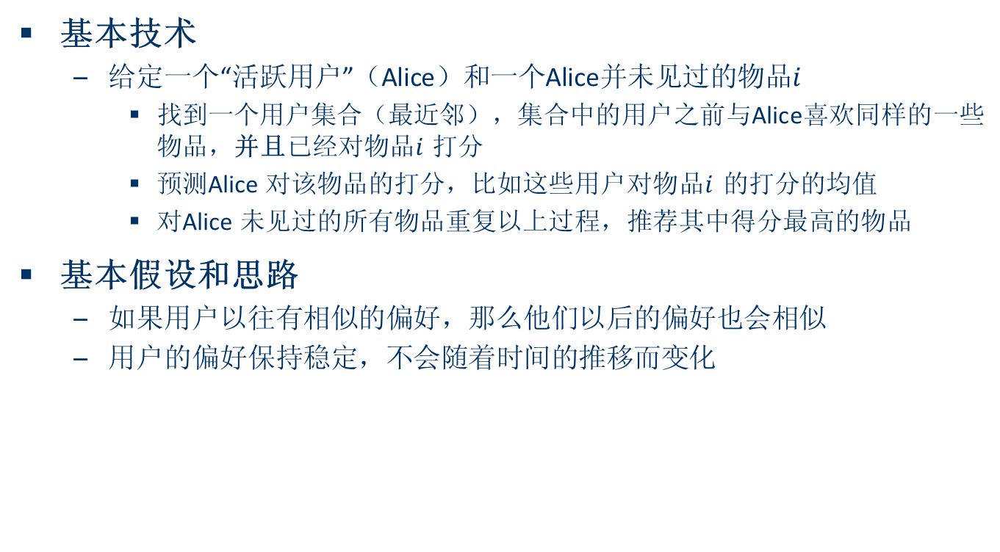 ▪ 基本技术
– 给定一个“活跃用户”（Alice）和一个Alice并未见过的物品i
▪ 找到一个用户集合（最近邻），集合中的用户之前与Alice喜欢同样的一些
物品，并且已经对物品i 打分
▪ 预测Alice 对该物品的打分，比如这些用户对物品i 的打分的均值
▪ 对Alice 未见过的所有物品重复以上过程，推荐其中得分最高的物品
▪ 基本假设和思路
– 如果用户以往有相似的偏好，那么他们以后的偏好也会相似
– 用户的偏好保持稳定，不会随着时间的推移而变化